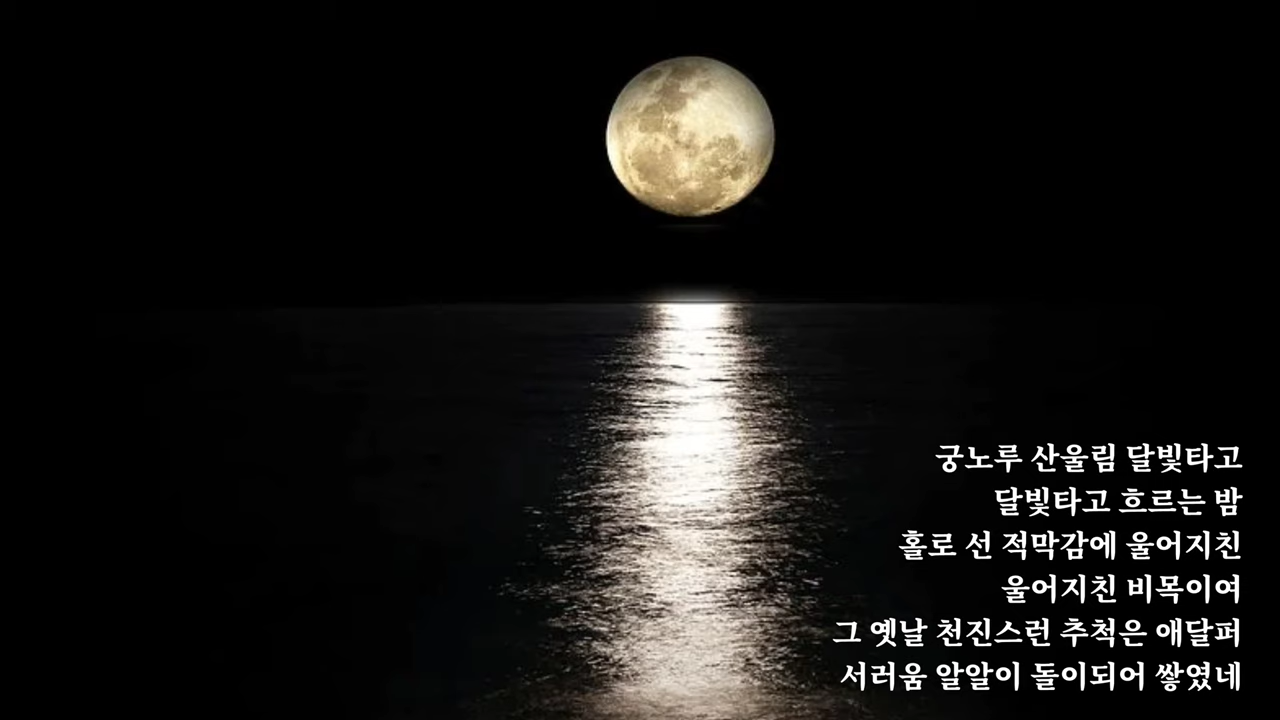 궁노루 산울림 달빛타고
달빛타고 흐르는 밤
홀로 선 적막감에 울어지친
울어지친 비목이여
그 옛날 천진스런 추척은 애달퍼
서러움 알알이 돌이되어 쌓였네